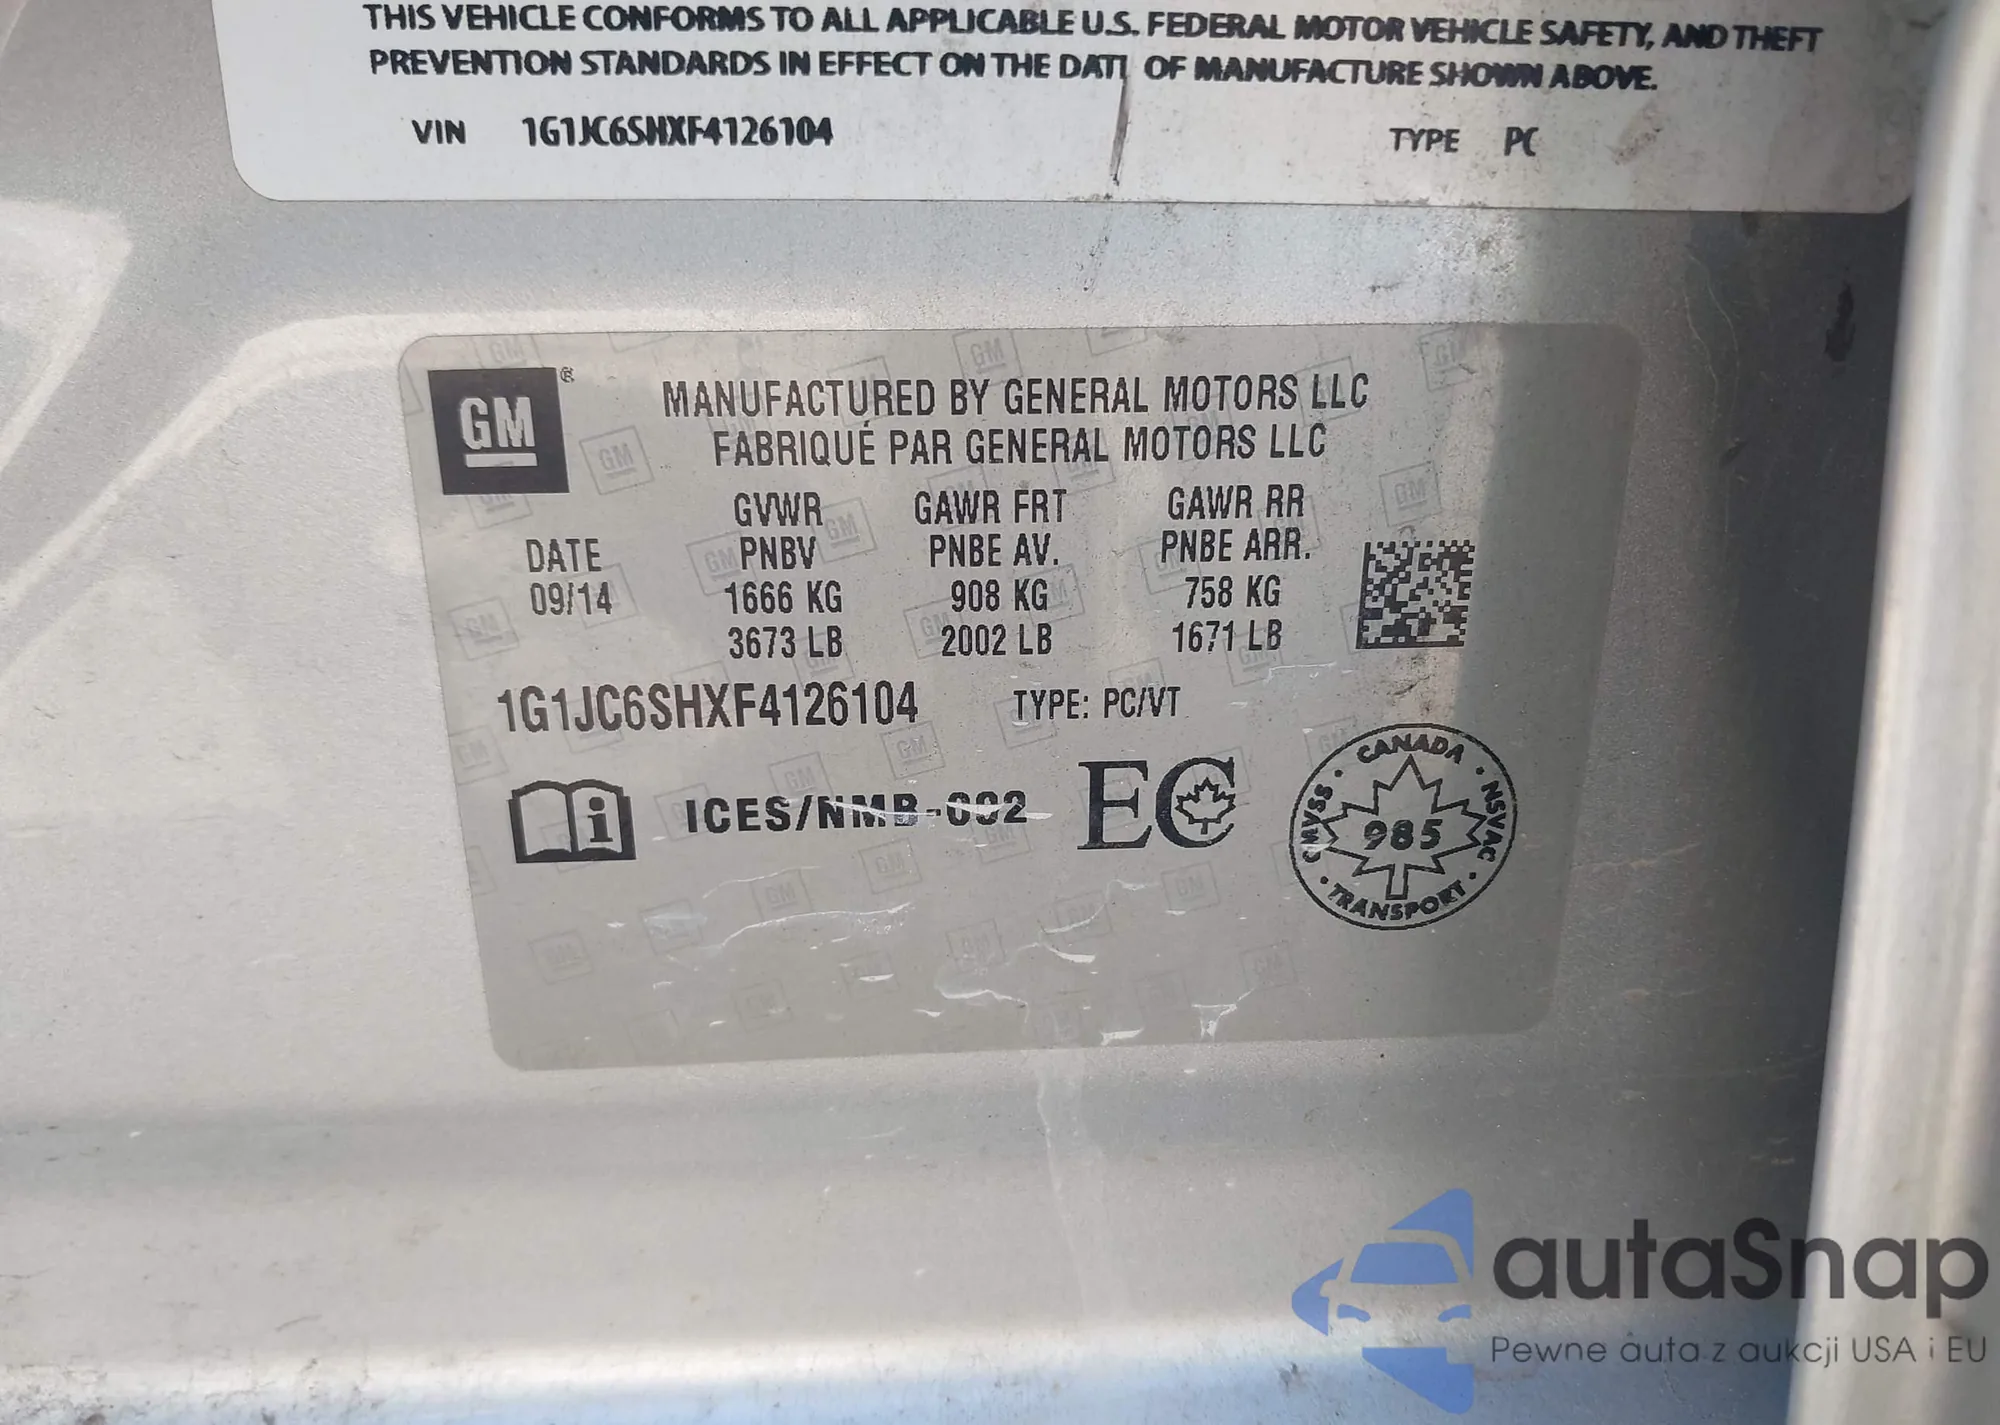 THIS VEHICLE CONFORMS TO ALL APPLICABLE U.S. FEDERAL MOTOR VEHICLE SAFETY, AND THEFT
PREVENTION STANDARDS IN EFFECT ON THE DATE OF MANUFACTURE SHOWN ABOVE.
VIN 1G1JC6SHXF4126104 TYPE PC
GM ®
MANUFACTURED BY GENERAL MOTORS LLC
FABRIQUÉ PAR GENERAL MOTORS LLC
GVWR GAWR FRT GAWR RR
DATE PNBV PNBE AV. PNBE ARR.
09/14 1666 KG 908 KG 758 KG
3673 LB 2002 LB 1671 LB
1G1JC6SHXF4126104 TYPE: PC/VT
i ICES/NMB-002 EC
CANADA
CMVSS 985 NSVAC
TRANSPORT
autaSnap
Pewne auta z aukcji USA i EU